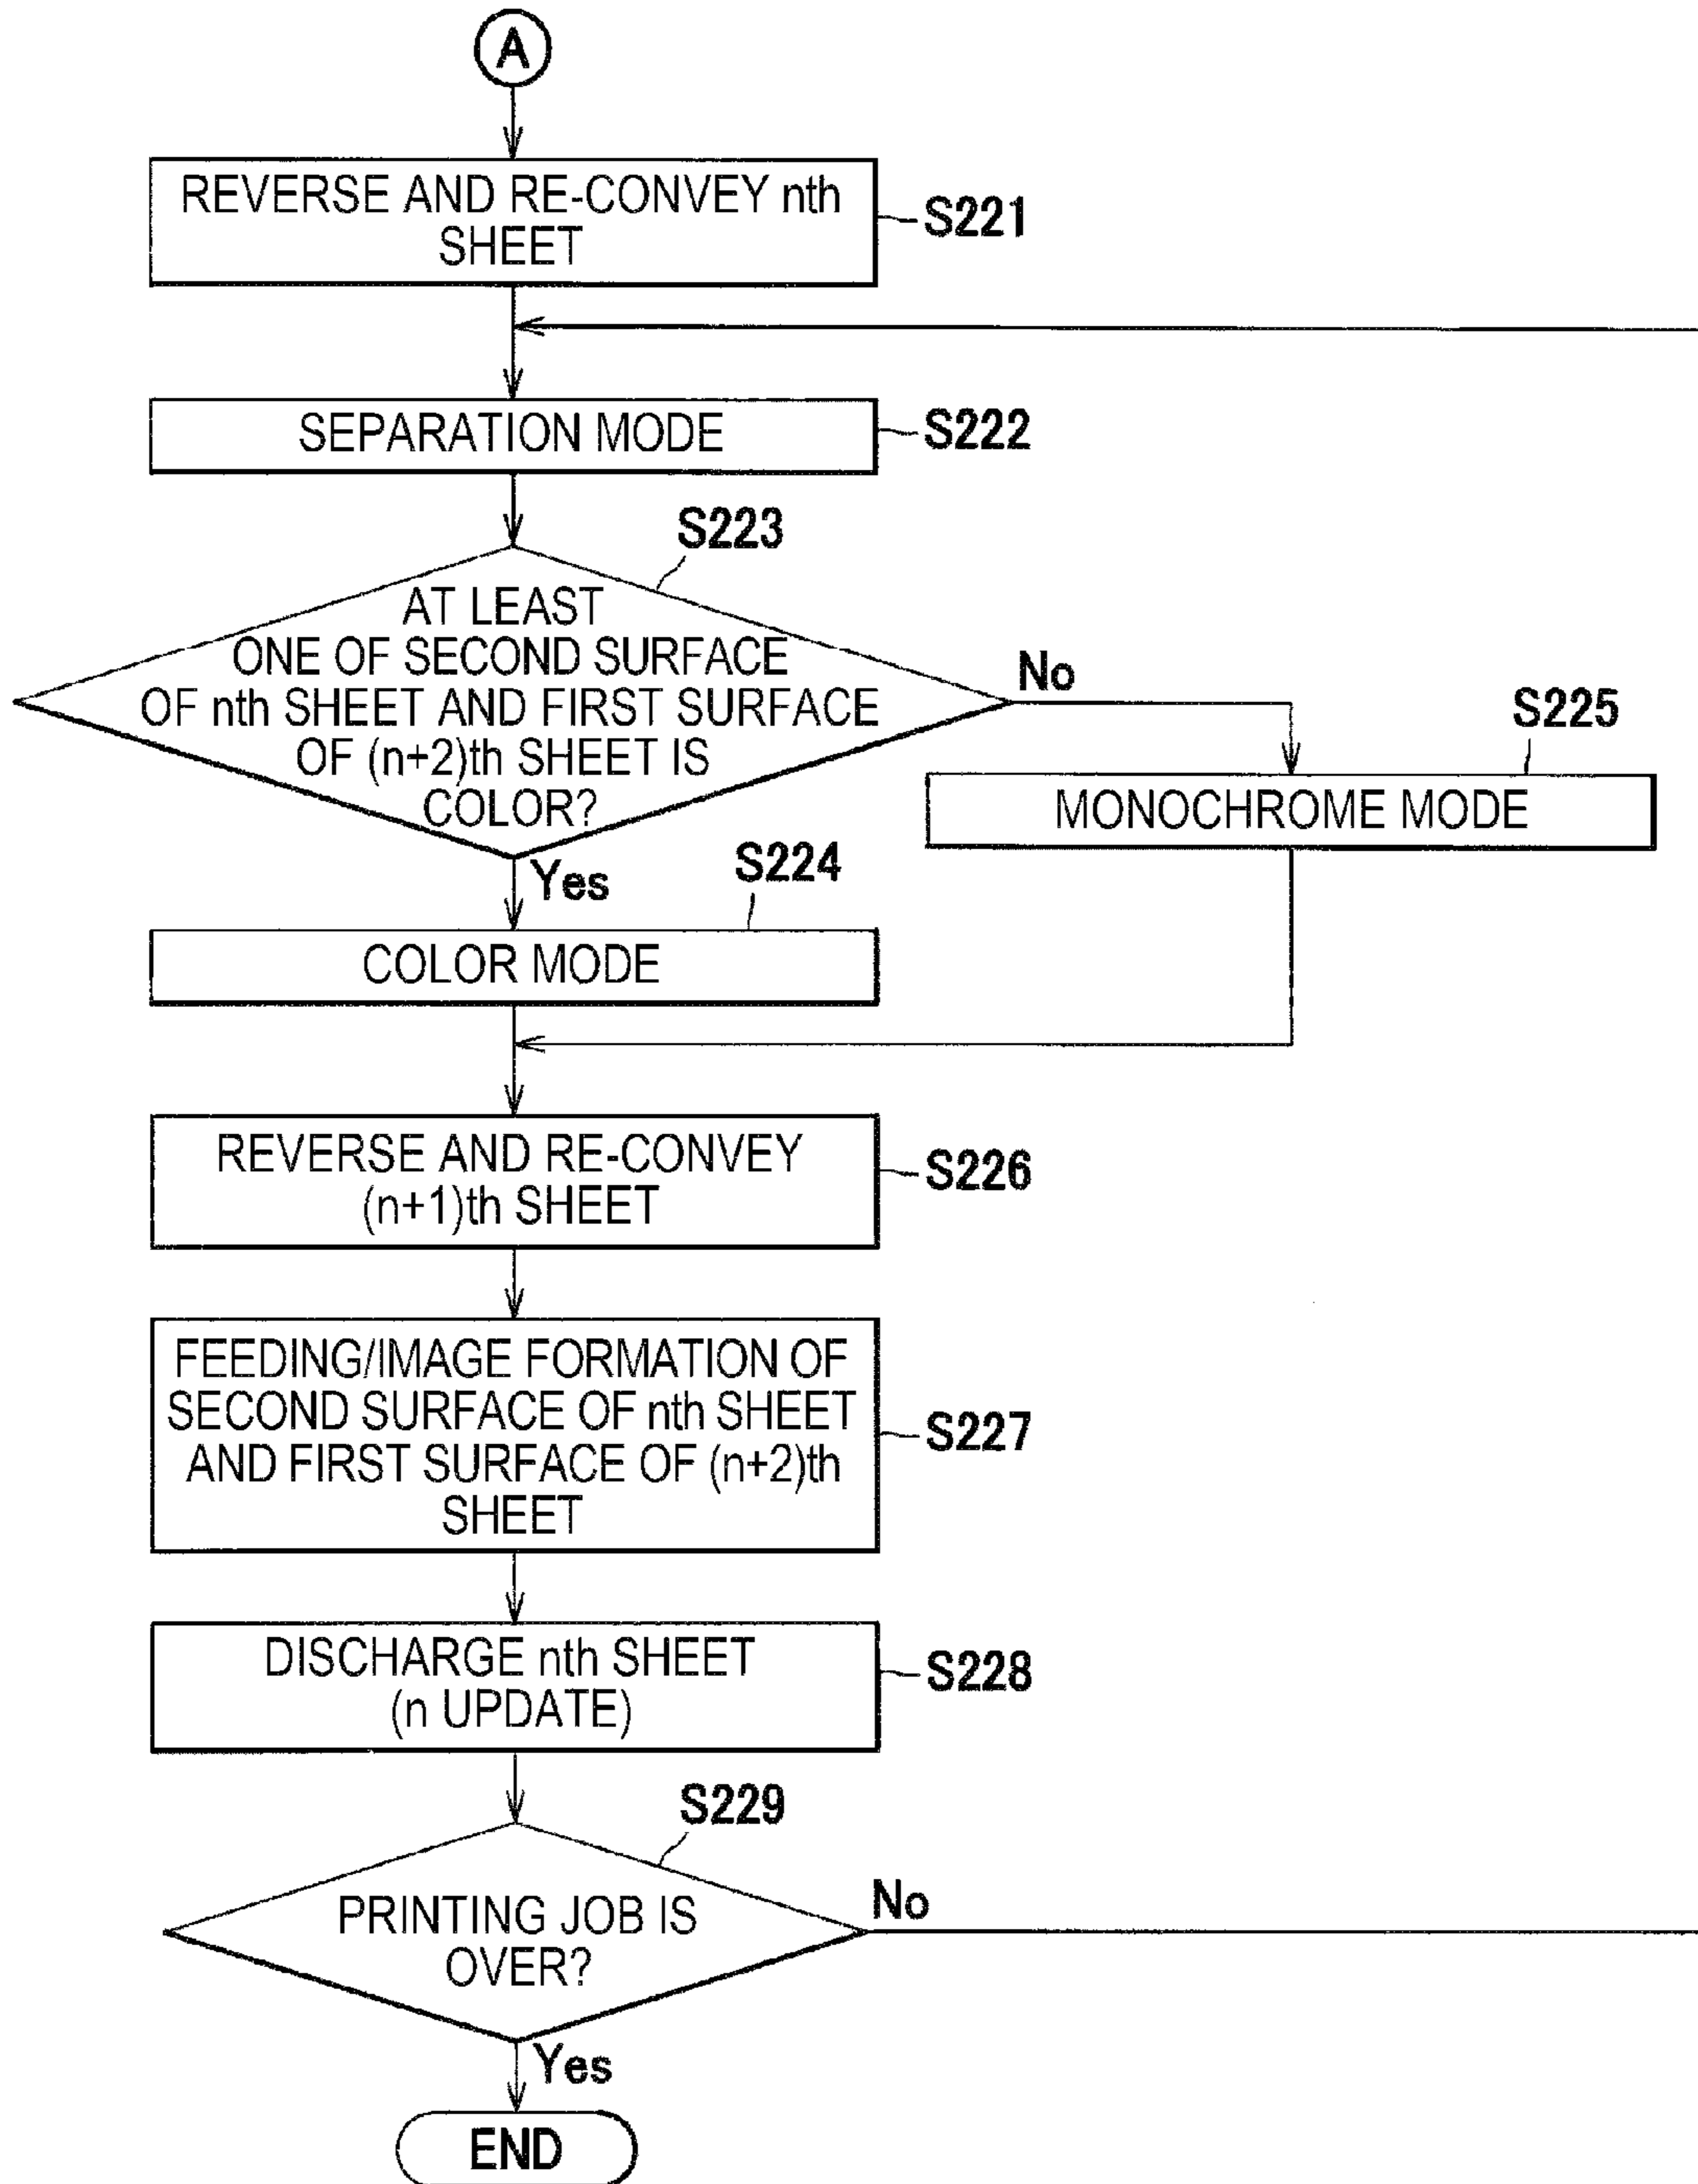 A
REVERSE AND RE-CONVEY nth
SHEET
S221
SEPARATION MODE
S222
S223
AT LEAST
ONE OF SECOND SURFACE
OF nth SHEET AND FIRST SURFACE
OF (n+2)th SHEET IS
COLOR?
No
S225
MONOCHROME MODE
Yes
S224
COLOR MODE
REVERSE AND RE-CONVEY
(n+1)th SHEET
S226
FEEDING/IMAGE FORMATION OF
SECOND SURFACE OF nth SHEET
AND FIRST SURFACE OF (n+2)th
SHEET
S227
DISCHARGE nth SHEET
(n UPDATE)
S228
S229
PRINTING JOB IS
OVER?
No
Yes
END